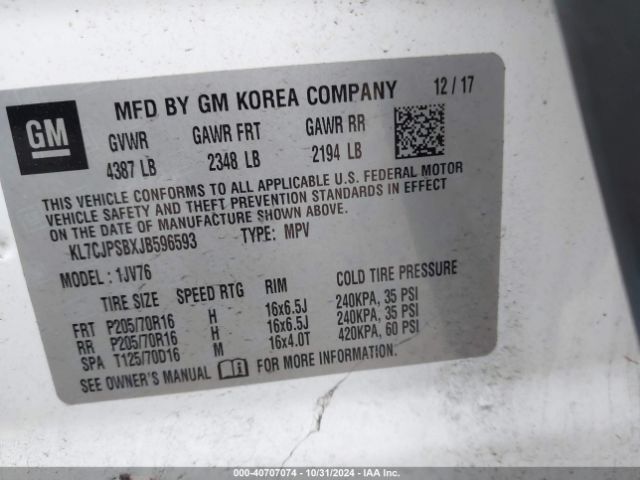 GM
MFD BY GM KOREA COMPANY 12/17
GVWR GAWR FRT GAWR RR
4387 LB 2348 LB 2194 LB
THIS VEHICLE CONFORMS TO ALL APPLICABLE U.S. FEDERAL MOTOR
VEHICLE SAFETY AND THEFT PREVENTION STANDARDS IN EFFECT
ON THE DATE OF MANUFACTURE SHOWN ABOVE.
KL7CJPSBXJB596593 TYPE: MPV
MODEL: 1JV76
TIRE SIZE SPEED RTG RIM COLD TIRE PRESSURE
FRT P205/70R16 H 16x6.5J 240KPA, 35 PSI
RR P205/70R16 H 16x6.5J 240KPA, 35 PSI
SPA T125/70D16 M 16x4.0T 420KPA, 60 PSI
SEE OWNER'S MANUAL FOR MORE INFORMATION.
000-40707074 | 10/31/2024 | IAA Inc.